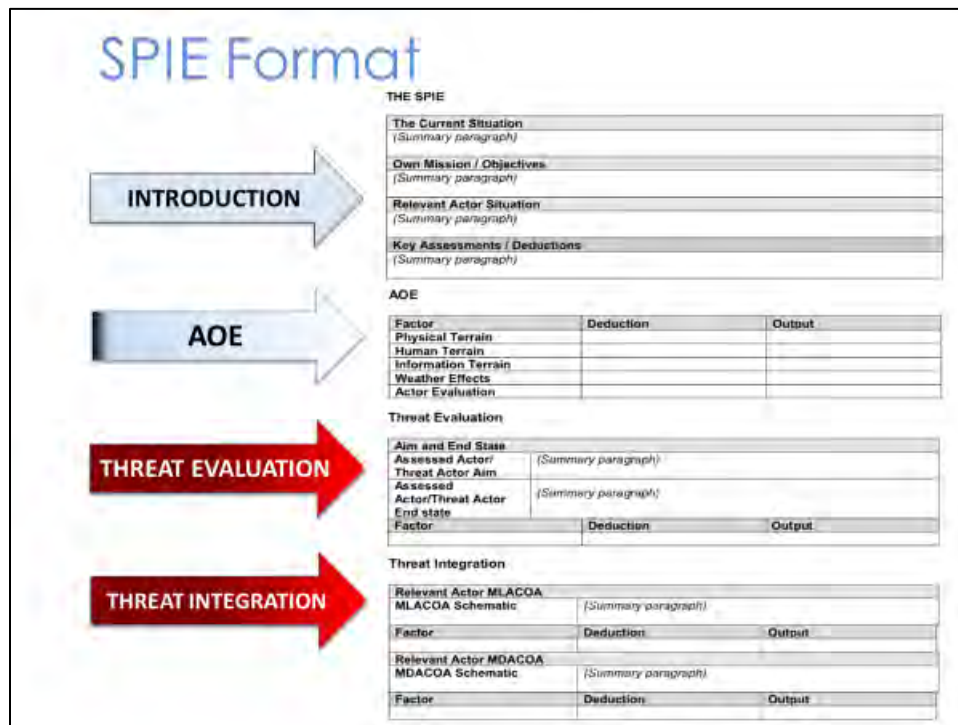 SPIE Format
THE SPIE
The Current Situation
(Summary paragraph)
Own Mission / Objectives
(Summary paragraph)
Relevant Actor Situation
(Summary paragraph)
Key Assessments / Deductions
(Summary paragraph)
INTRODUCTION
AOE
AOE
Factor Deduction Output
Physical Terrain
Human Terrain
Information Terrain
Weather Effects
Actor Evaluation
THREAT EVALUATION
Threat Evaluation
Aim and End State
Assessed Actor/ (Summary paragraph)
Threat Actor Aim
Assessed
Actor/Threat Actor (Summary paragraph)
End state
Factor Deduction Output
THREAT INTEGRATION
Threat Integration
Relevant Actor MLACOA
MLACOA Schematic (Summary paragraph)
Factor Deduction Output
Relevant Actor MDACOA
MDACOA Schematic (Summary paragraph)
Factor Deduction Output